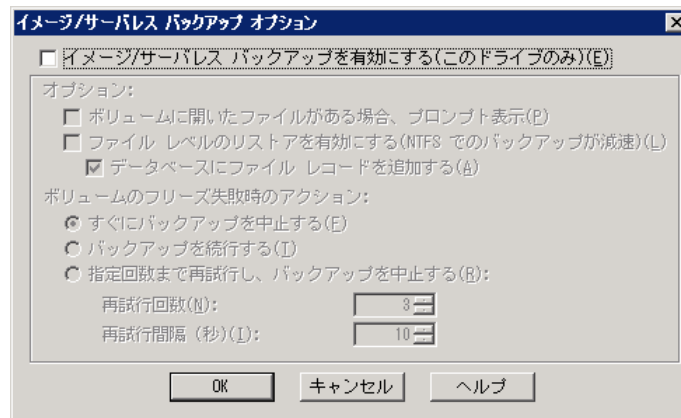 イメージ/サーバレス バックアップ オプション
イメージ/サーバレス バックアップを有効にする(このドライブのみ)(E)
オプション:
ボリュームに開いたファイルがある場合、プロンプト表示(P)
ファイル レベルのリストアを有効にする(NTFS でのバックアップが減速)(L)
データベースにファイル レコードを追加する(A)
ボリュームのフリーズ失敗時のアクション:
すぐにバックアップを中止する(F)
バックアップを続行する(T)
指定回数まで再試行し、バックアップを中止する(R):
再試行回数(N): 3
再試行間隔 (秒)(I): 10
OK キャンセル ヘルプ